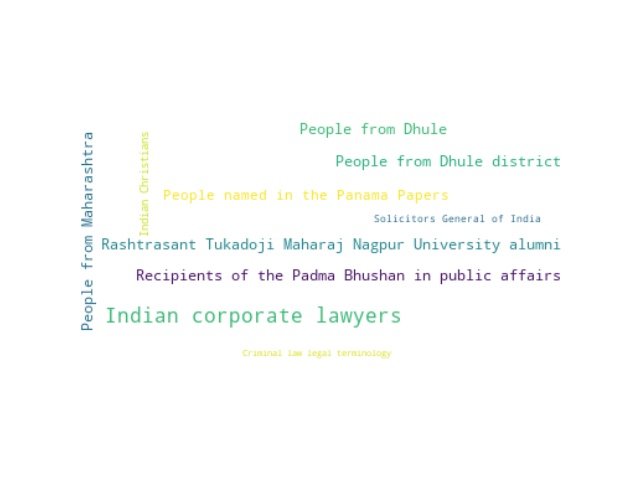 People from Maharashtra
Indian Christians
People from Dhule
People from Dhule district
People named in the Panama Papers
Solicitors General of India
Rashtrasant Tukadoji Maharaj Nagpur University alumni
Recipients of the Padma Bhushan in public affairs
Indian corporate lawyers
Criminal law legal terminology